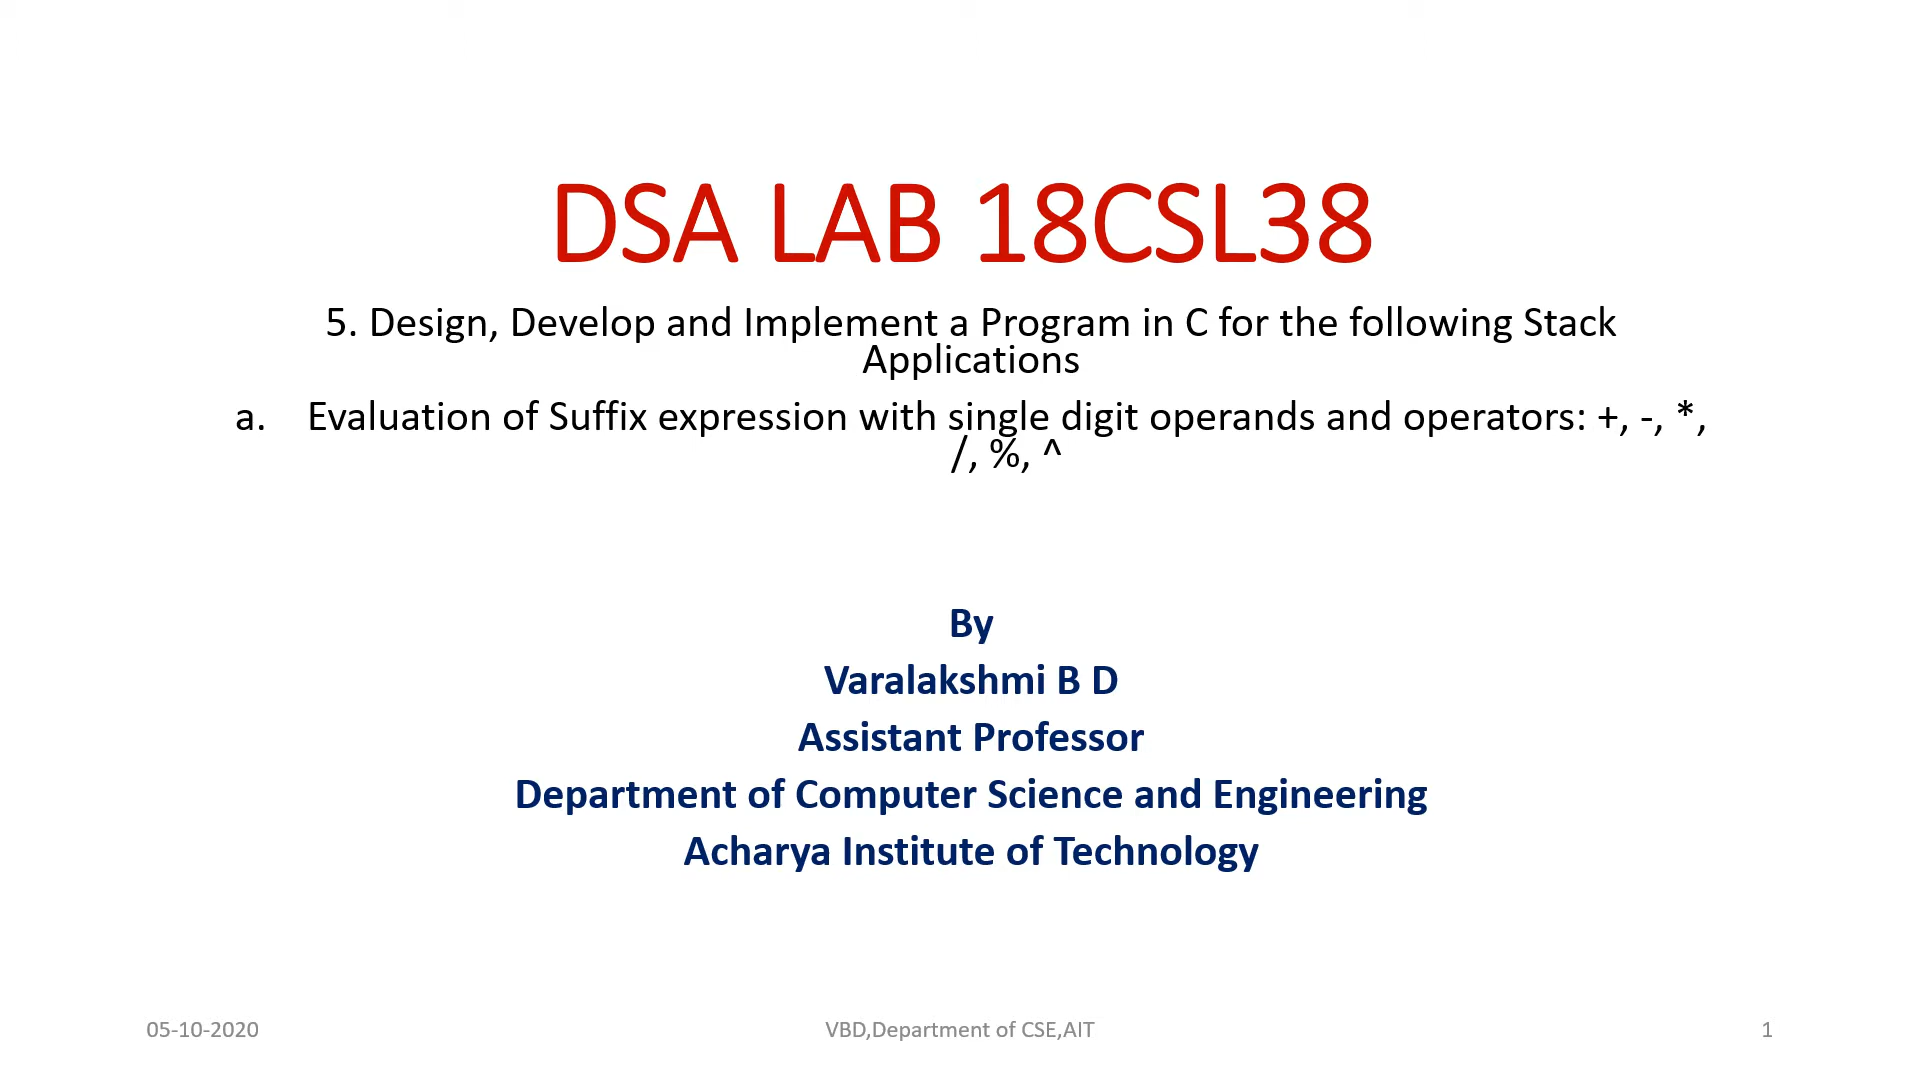 DSA LAB 18CSL38
5. Design, Develop and Implement a Program in C for the following Stack
Applications
a. Evaluation of Suffix expression with single digit operands and operators: +, -, *,
/, %, ^
By
Varalakshmi B D
Assistant Professor
Department of Computer Science and Engineering
Acharya Institute of Technology
05-10-2020
VBD,Department of CSE,AIT
1